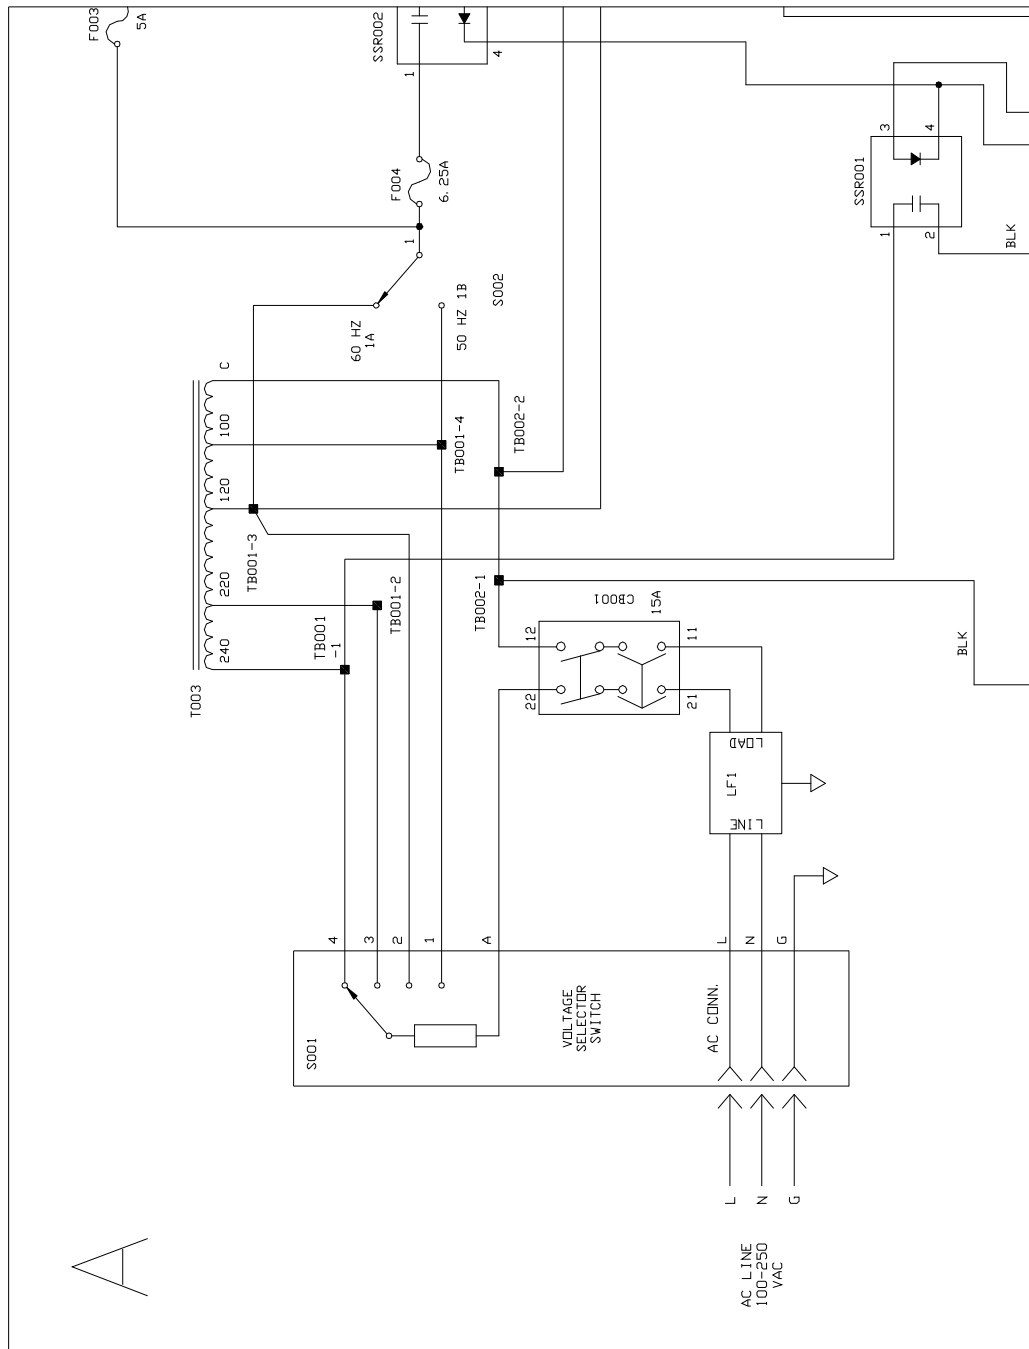 A
AC LINE
100-250
VAC
L
N
G
S001
VOLTAGE
SELECTOR
SWITCH
AC CONN.
4
3
2
1
A
L
N
G
LINE
LF1
LOAD
T003
240
220
120
100
C
TB001
-1
TB001-2
TB001-3
TB001-4
TB002-1
TB002-2
22
12
21
11
CB001
15A
BLK
60 HZ
1A
50 HZ 1B
S002
1
F004
6.25A
F003
5A
SSR002
1
4
SSR001
1
2
3
4
BLK